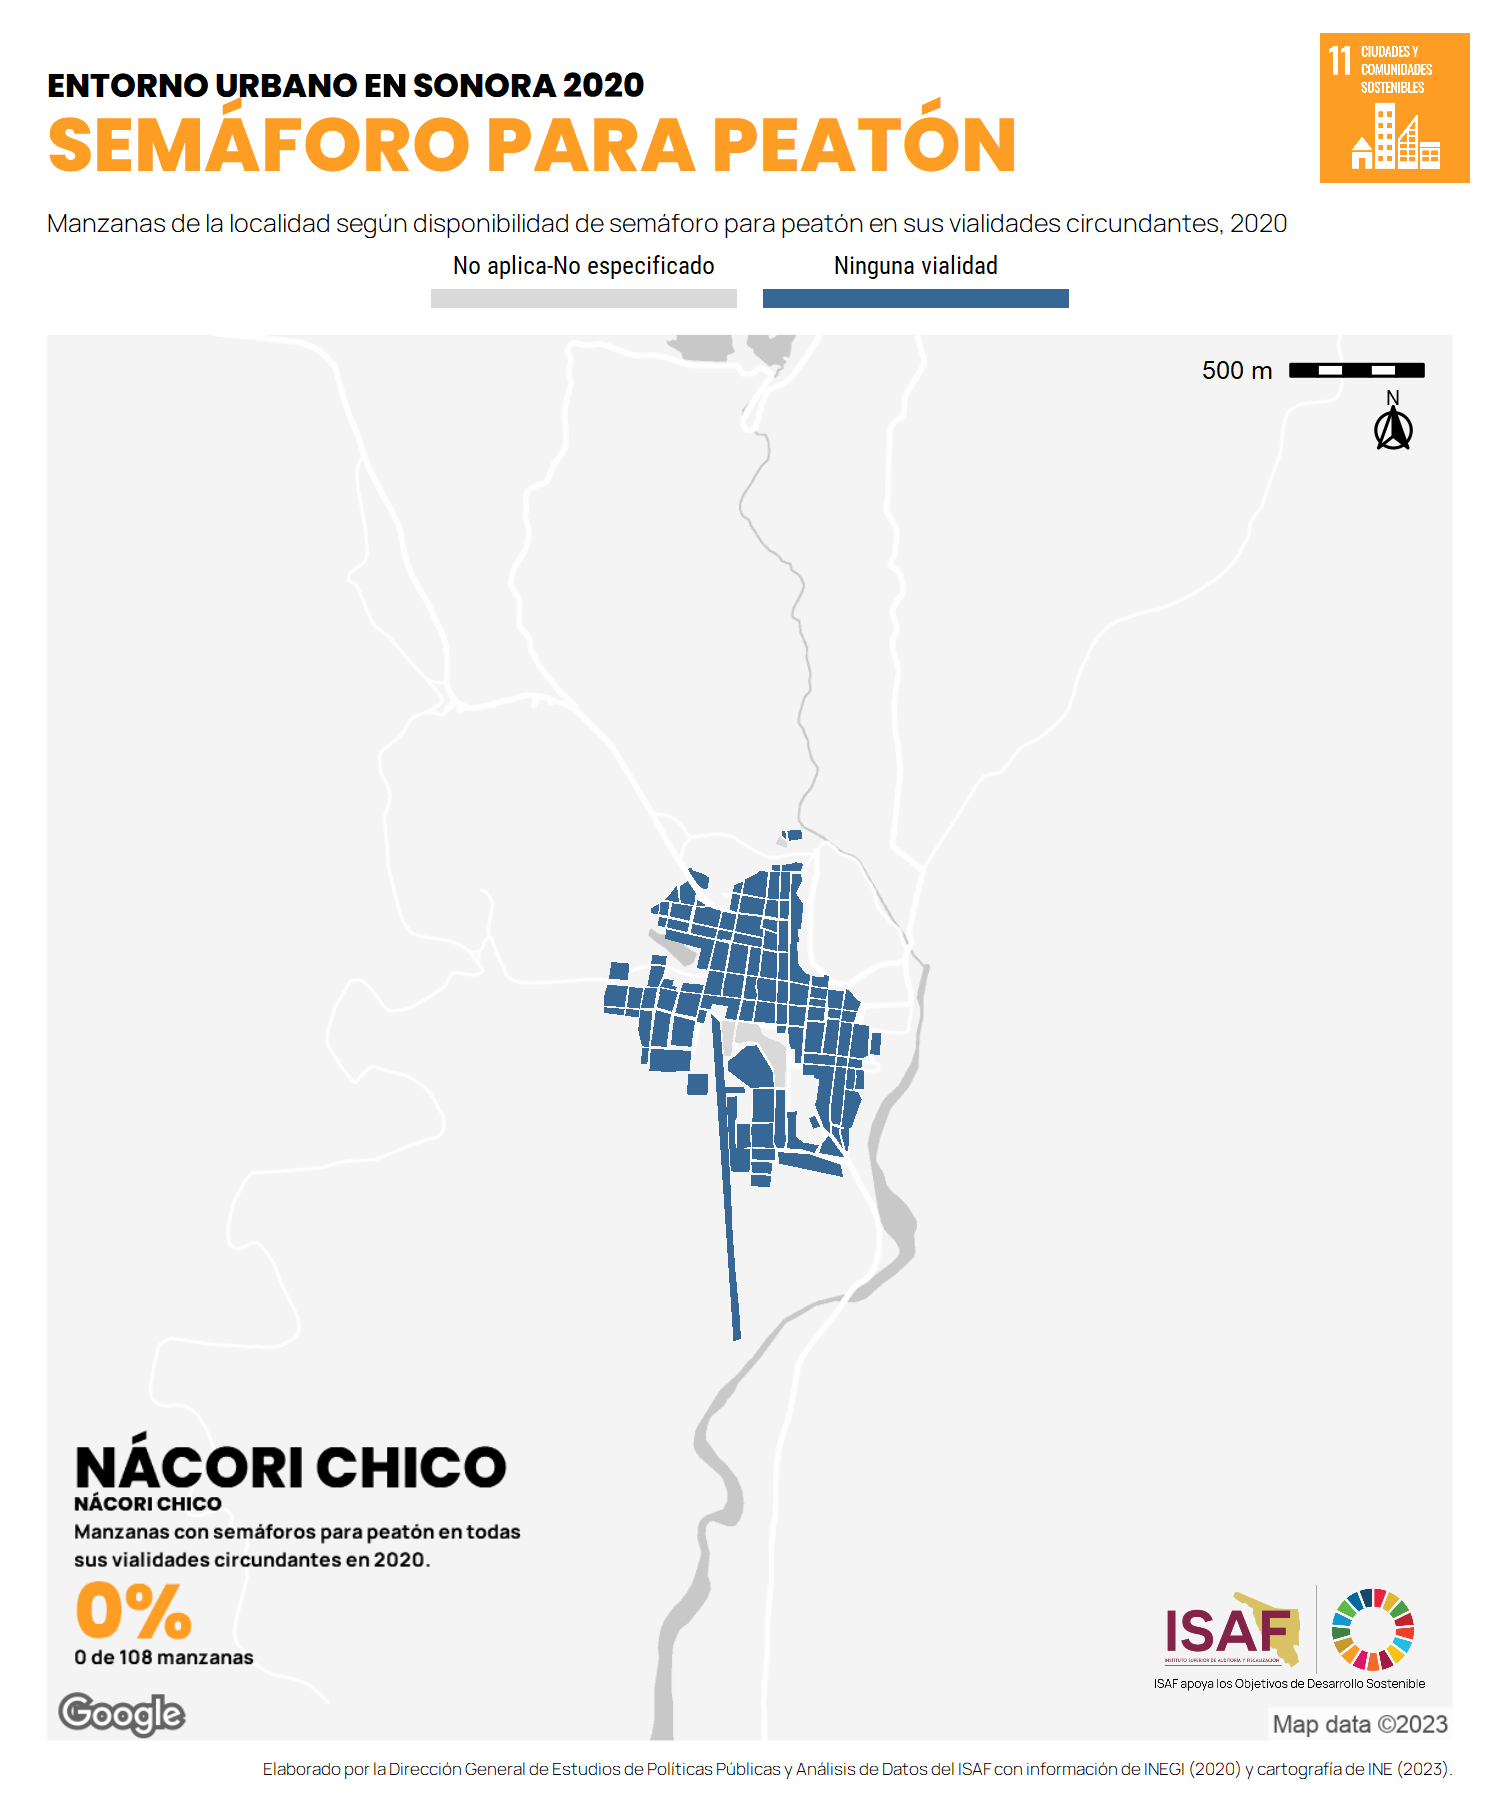 ENTORNO URBANO EN SONORA 2020
SEMÁFORO PARA PEATÓN
11 CIUDADES Y
COMUNIDADES
SOSTENIBLES
Manzanas de la localidad según disponibilidad de semáforo para peatón en sus vialidades circundantes, 2020
No aplica-No especificado
Ninguna vialidad
500 m
N
NÁCORI CHICO
NÁCORI CHICO
Manzanas con semáforos para peatón en todas
sus vialidades circundantes en 2020.
0%
0 de 108 manzanas
Google
ISAF
INSTITUTO SUPERIOR DE AUDITORÍA Y FISCALIZACIÓN
ISAF apoya los Objetivos de Desarrollo Sostenible
Map data ©2023
Elaborado por la Dirección General de Estudios de Políticas Públicas y Análisis de Datos del ISAF con información de INEGI (2020) y cartografía de INE (2023).